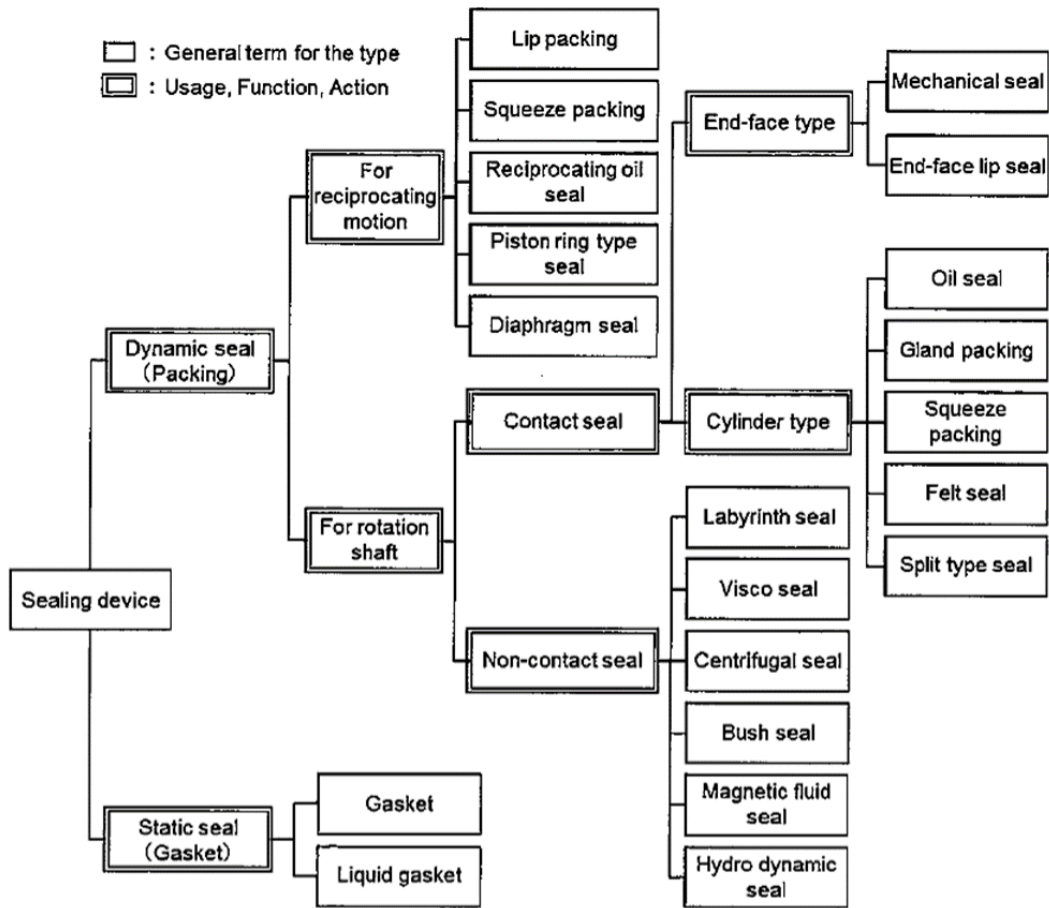 : General term for the type
: Usage, Function, Action
Lip packing
Squeeze packing
For
reciprocating
motion
Reciprocating oil
seal
Piston ring type
seal
Diaphragm seal
End-face type
Mechanical seal
End-face lip seal
Dynamic seal
(Packing)
Contact seal
Cylinder type
Oil seal
Gland packing
Squeeze
packing
Felt seal
Split type seal
For rotation
shaft
Labyrinth seal
Visco seal
Sealing device
Non-contact seal
Centrifugal seal
Bush seal
Magnetic fluid
seal
Hydro dynamic
seal
Static seal
(Gasket)
Gasket
Liquid gasket